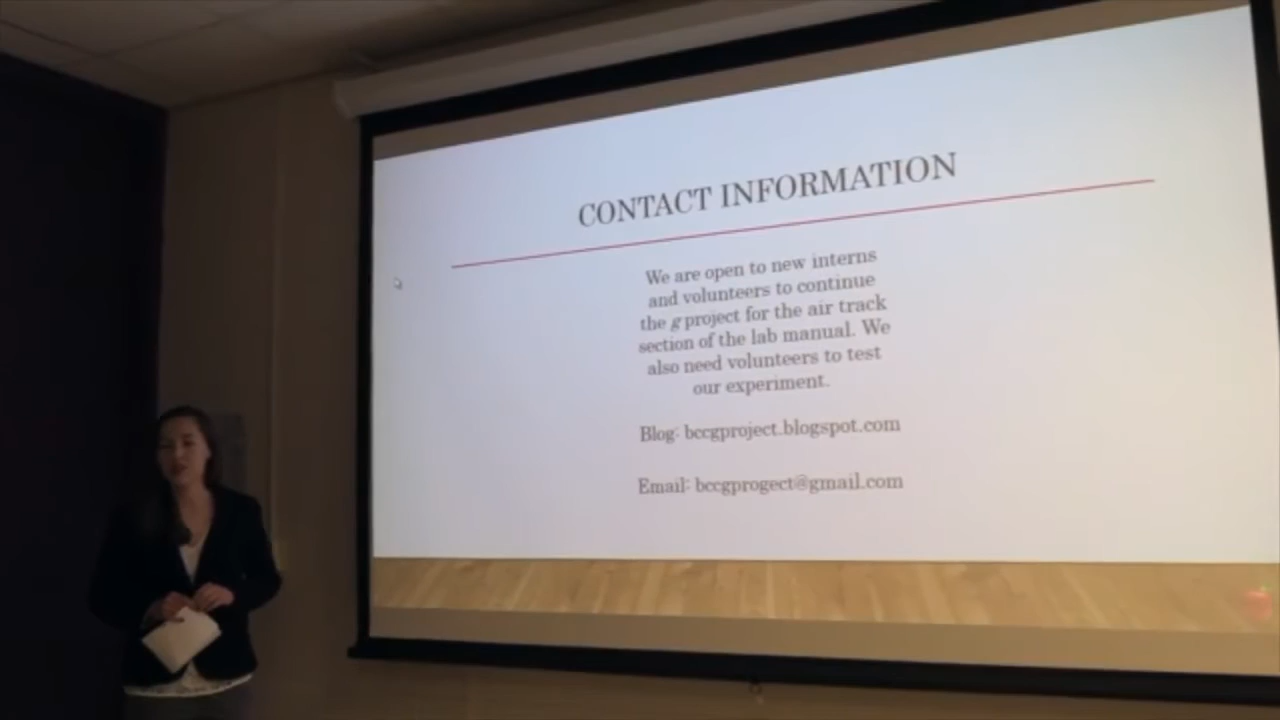 CONTACT INFORMATION
We are open to new interns
and volunteers to continue
the g project for the air track
section of the lab manual. We
also need volunteers to test
our experiment.
Blog: bccgproject.blogspot.com
Email: bccgprogect@gmail.com